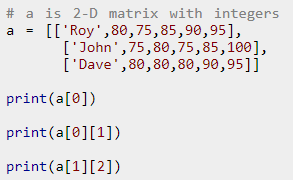 # a is 2-D matrix with integers
a = [['Roy',80,75,85,90,95],
['John',75,80,75,85,100],
['Dave',80,80,80,90,95]]
print(a[0])
print(a[0][1])
print(a[1][2])